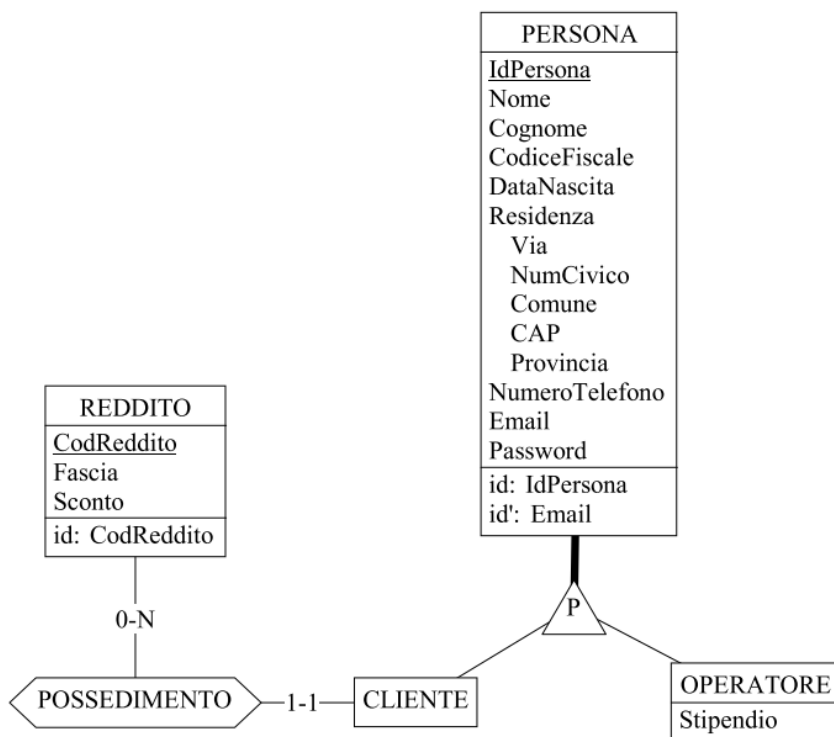 PERSONA
IdPersona
Nome
Cognome
CodiceFiscale
DataNascita
Residenza
Via
NumCivico
Comune
CAP
Provincia
NumeroTelefono
Email
Password
id: IdPersona
id': Email
REDDITO
CodReddito
Fascia
Sconto
id: CodReddito
0-N
P
POSSEDIMENTO
1-1
CLIENTE
OPERATORE
Stipendio